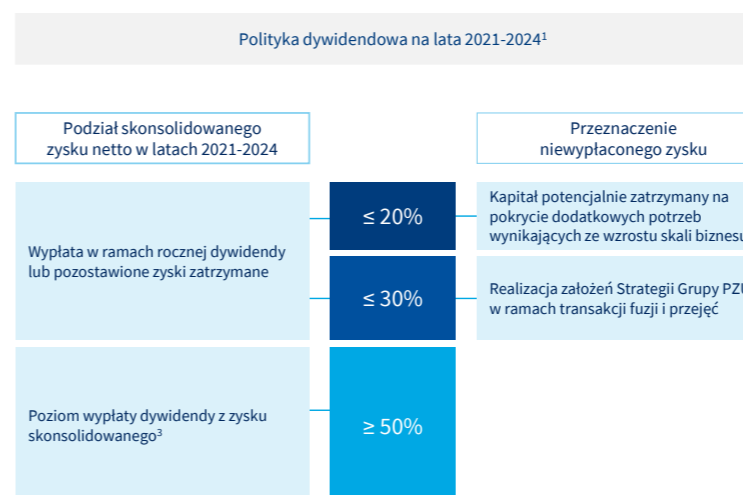 Polityka dywidendowa na lata 2021-2024¹
Podział skonsolidowanego
zysku netto w latach 2021-2024
Przeznaczenie
niewypłaconego zysku
Wypłata w ramach rocznej dywidendy
lub pozostawione zyski zatrzymane
≤ 20%
Kapitał potencjalnie zatrzymany na
pokrycie dodatkowych potrzeb
wynikających ze wzrostu skali biznesu
≤ 30%
Realizacja założeń Strategii Grupy PZU
w ramach transakcji fuzji i przejęć
Poziom wypłaty dywidendy z zysku
skonsolidowanego³
≥ 50%